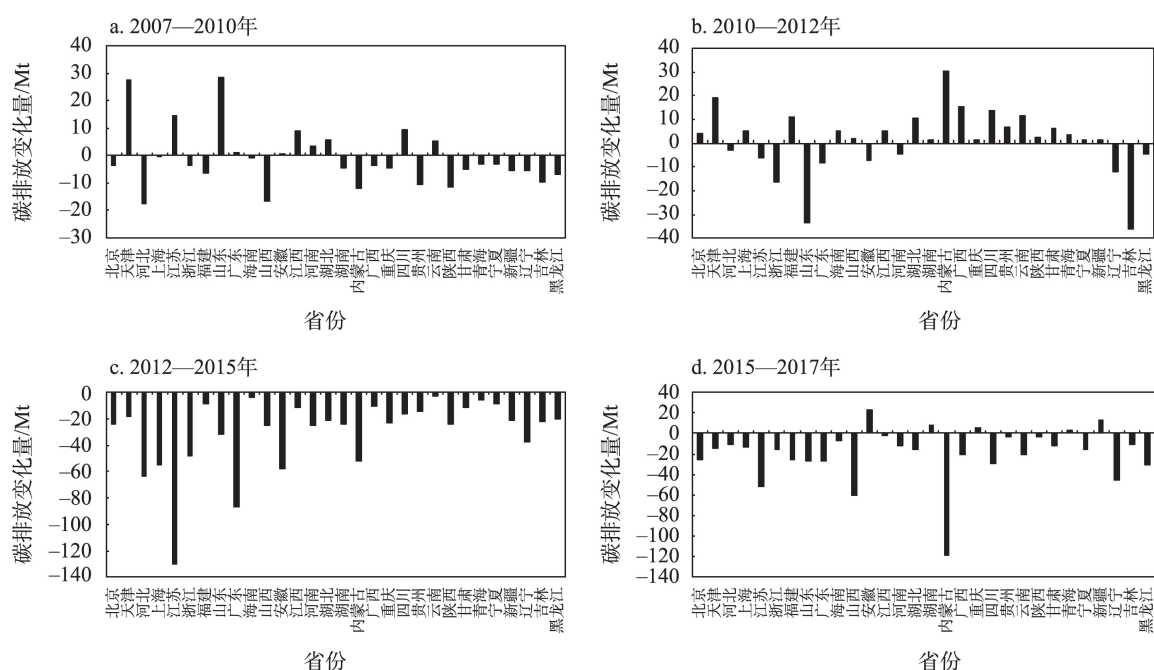 a. 2007—2010年
碳排放变化量/Mt
40
30
20
10
0
–10
–20
–30
北京
天津
河北
上海
江苏
浙江
福建
山东
广东
海南
山西
安徽
江西
河南
湖北
湖南
内蒙古
广西
重庆
四川
贵州
云南
陕西
甘肃
青海
宁夏
新疆
辽宁
吉林
黑龙江
省份
b. 2010—2012年
碳排放变化量/Mt
40
30
20
10
0
–10
–20
–30
–40
北京
天津
河北
上海
江苏
浙江
福建
山东
广东
海南
山西
安徽
江西
河南
湖北
湖南
内蒙古
广西
重庆
四川
贵州
云南
陕西
甘肃
青海
宁夏
新疆
辽宁
吉林
黑龙江
省份
c. 2012—2015年
碳排放变化量/Mt
0
–20
–40
–60
–80
–100
–120
–140
北京
天津
河北
上海
江苏
浙江
福建
山东
广东
海南
山西
安徽
江西
河南
湖北
湖南
内蒙古
广西
重庆
四川
贵州
云南
陕西
甘肃
青海
宁夏
新疆
辽宁
吉林
黑龙江
省份
d. 2015—2017年
碳排放变化量/Mt
40
20
0
–20
–40
–60
–80
–100
–120
–140
北京
天津
河北
上海
江苏
浙江
福建
山东
广东
海南
山西
安徽
江西
河南
湖北
湖南
内蒙古
广西
重庆
四川
贵州
云南
陕西
甘肃
青海
宁夏
新疆
辽宁
吉林
黑龙江
省份